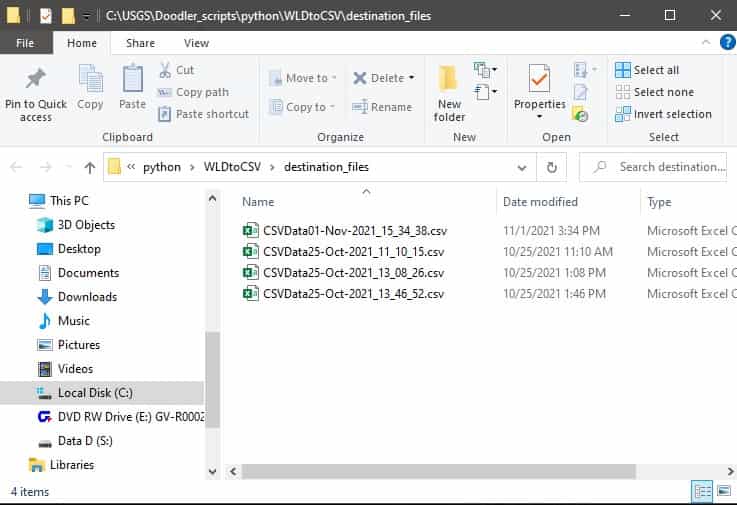 C:\USGS\Doodler_scripts\python\WLDtoCSV\destination_files
File Home Share View
Pin to Quick access
Copy
Paste
Cut
Copy path
Paste shortcut
Clipboard
Move to
Copy to
Delete
Rename
Organize
New folder
New
Properties
Open
Select all
Select none
Invert selection
Select
python WLDtoCSV destination_files
Search destination...
This PC
3D Objects
Desktop
Documents
Downloads
Music
Pictures
Videos
Local Disk (C:)
DVD RW Drive (E:) GV-R0002
Data D (S:)
Libraries
Name Date modified Type
CSVData01-Nov-2021_15_34_38.csv 11/1/2021 3:34 PM Microsoft Excel C
CSVData25-Oct-2021_11_10_15.csv 10/25/2021 11:10 AM Microsoft Excel C
CSVData25-Oct-2021_13_08_26.csv 10/25/2021 1:08 PM Microsoft Excel C
CSVData25-Oct-2021_13_46_52.csv 10/25/2021 1:46 PM Microsoft Excel C
4 items